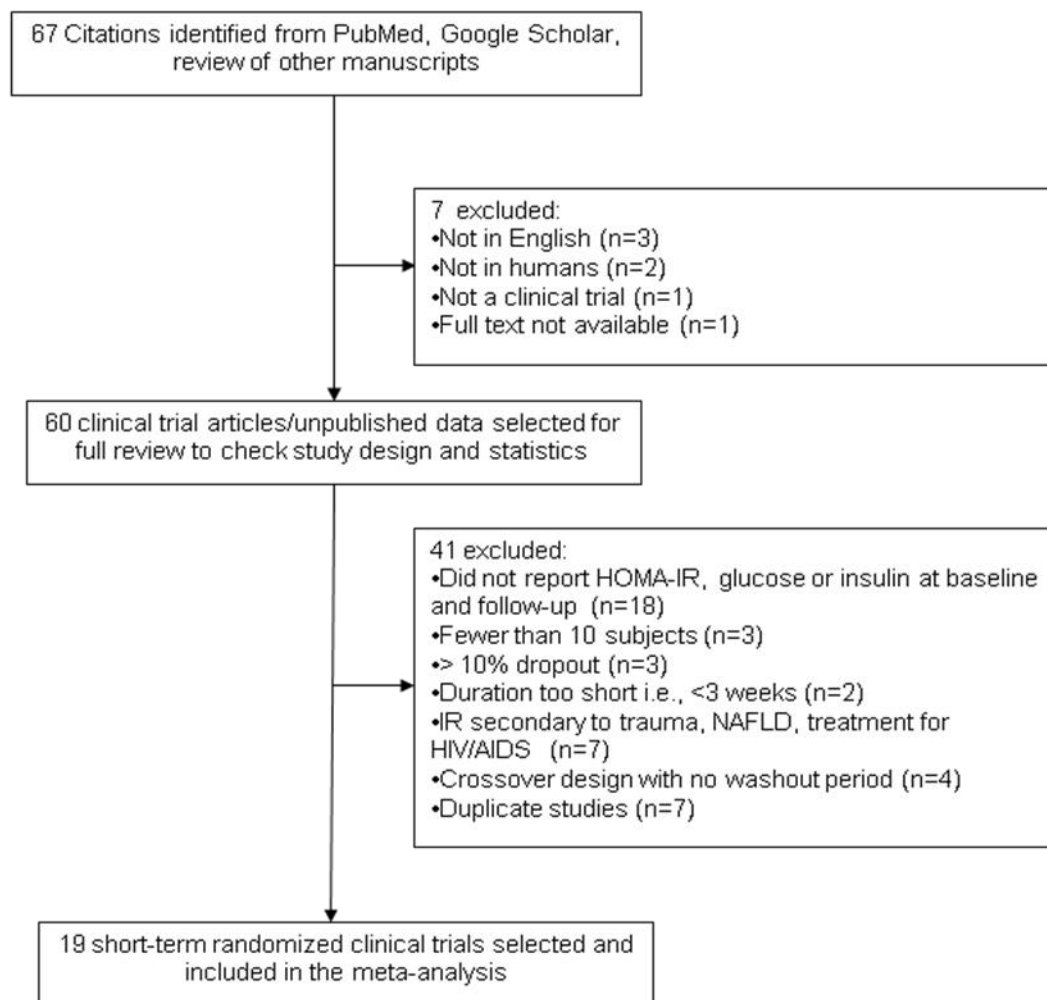 67 Citations identified from PubMed, Google Scholar,
review of other manuscripts
7 excluded:
•Not in English (n=3)
•Not in humans (n=2)
•Not a clinical trial (n=1)
•Full text not available (n=1)
60 clinical trial articles/unpublished data selected for
full review to check study design and statistics
41 excluded:
•Did not report HOMA-IR, glucose or insulin at baseline
and follow-up (n=18)
•Fewer than 10 subjects (n=3)
•> 10% dropout (n=3)
•Duration too short i.e., <3 weeks (n=2)
•IR secondary to trauma, NAFLD, treatment for
HIV/AIDS (n=7)
•Crossover design with no washout period (n=4)
•Duplicate studies (n=7)
19 short-term randomized clinical trials selected and
included in the meta-analysis